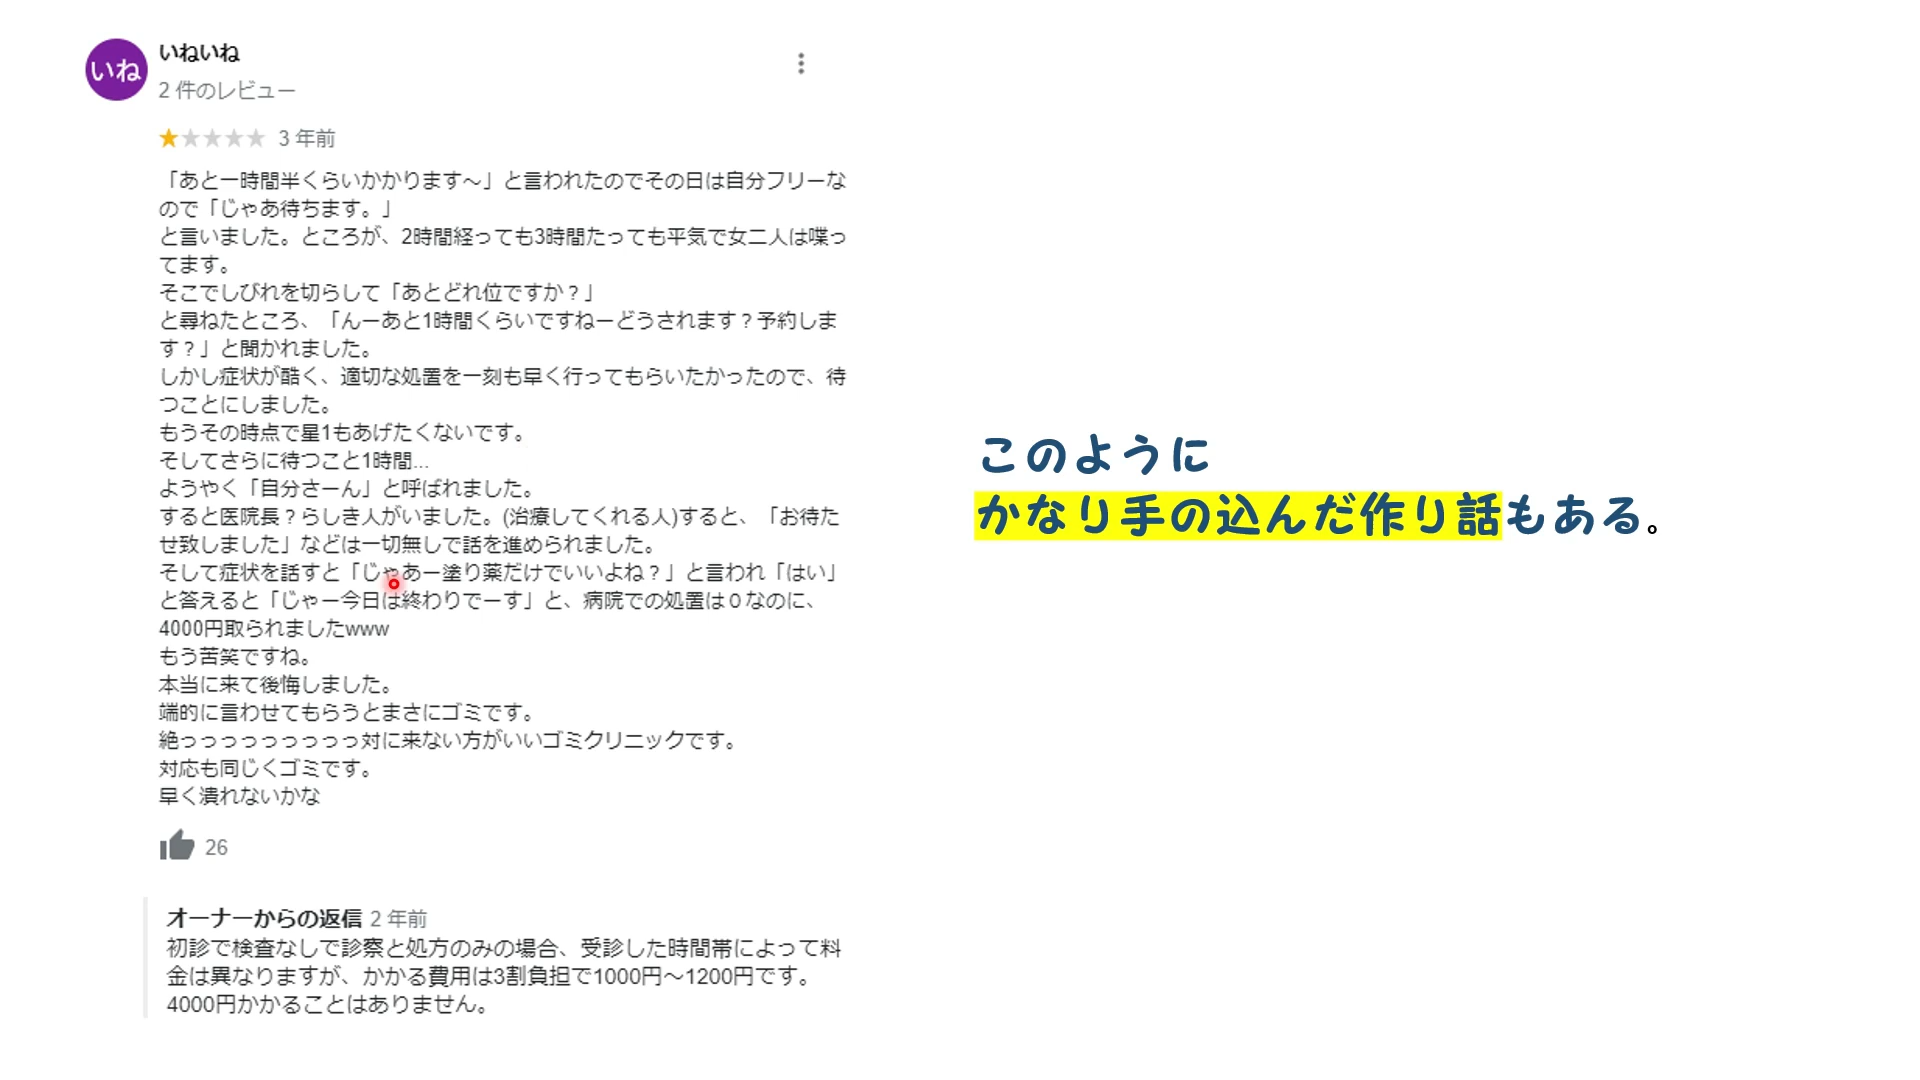 いね
いねいね
2 件のレビュー
3 年前
「あと一時間半くらいかかります～」と言われたのでその日は自分フリーな
ので「じゃあ待ちます。」
と言いました。ところが、2時間経っても3時間たっても平気で女二人は喋っ
てます。
そこでしびれを切らして「あとどれ位ですか？」
と尋ねたところ、「んーあと1時間くらいですねーどうされます？予約しま
す？」と聞かれました。
しかし症状が酷く、適切な処置を一刻も早く行ってもらいたかったので、待
つことにしました。
もうその時点で星1もあげたくないです。
そしてさらに待つこと1時間...
ようやく「自分さーん」と呼ばれました。
すると医院長？らしき人がいました。(治療してくれる人)すると、「お待た
せ致しました」などは一切無しで話を進められました。
そして症状を話すと「じゃあー塗り薬だけでいいよね？」と言われ「はい」
と答えると「じゃー今日は終わりでーす」と、病院での処置は０なのに、
4000円取られましたwww
もう苦笑ですね。
本当に来て後悔しました。
端的に言わせてもらうとまさにゴミです。
絶っっっっっっっっっ対に来ない方がいいゴミクリニックです。
対応も同じくゴミです。
早く潰れないかな
26
オーナーからの返信 2 年前
初診で検査なしで診察と処方のみの場合、受診した時間帯によって料
金は異なりますが、かかる費用は3割負担で1000円～1200円です。
4000円かかることはありません。
このように
かなり手の込んだ作り話もある。